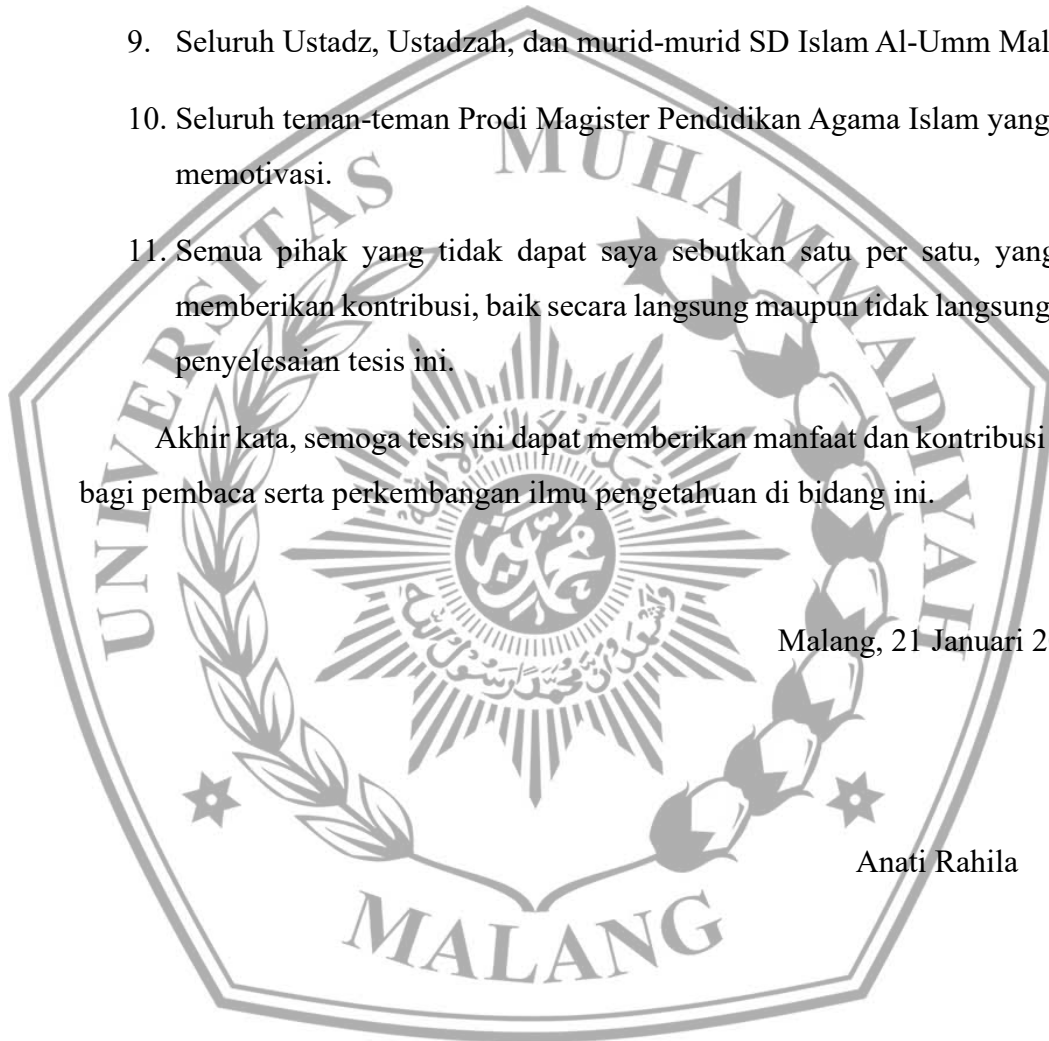 9. Seluruh Ustadz, Ustadzah, dan murid-murid SD Islam Al-Umm Mal
10. Seluruh teman-teman Prodi Magister Pendidikan Agama Islam yang
memotivasi.
11. Semua pihak yang tidak dapat saya sebutkan satu per satu, yang
memberikan kontribusi, baik secara langsung maupun tidak langsung
penyelesaian tesis ini.
Akhir kata, semoga tesis ini dapat memberikan manfaat dan kontribusi
bagi pembaca serta perkembangan ilmu pengetahuan di bidang ini.
Malang, 21 Januari 2
Anati Rahila
UNIVERSITAS MUHAMMADIYAH
MALANG